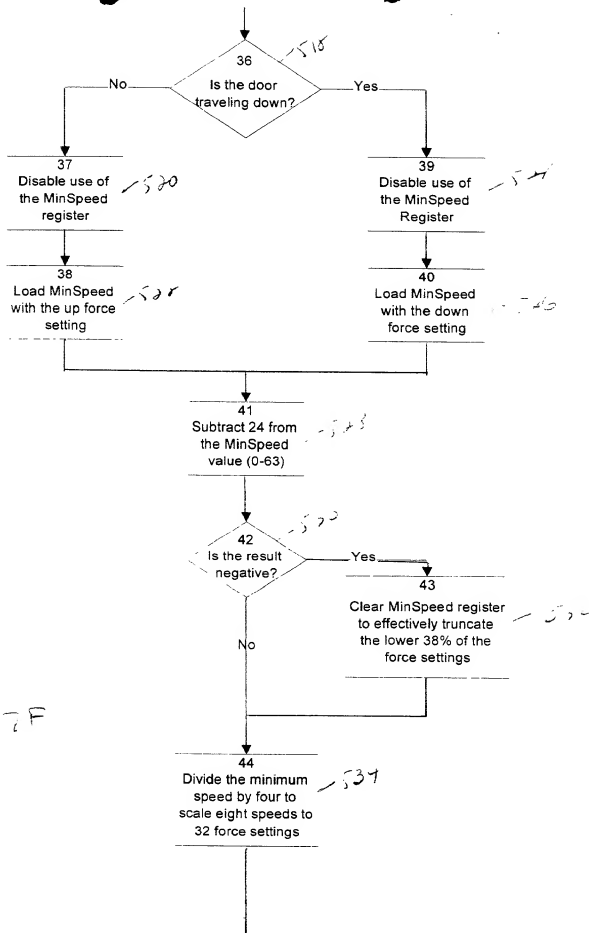 36
518
Is the door
traveling down?
No
Yes
37
Disable use of
the MinSpeed
register
520
39
Disable use of
the MinSpeed
Register
38
Load MinSpeed
with the up force
setting
40
Load MinSpeed
with the down
force setting
41
Subtract 24 from
the MinSpeed
value (0-63)
42
Is the result
negative?
Yes
No
43
Clear MinSpeed register
to effectively truncate
the lower 38% of the
force settings
44
Divide the minimum
speed by four to
scale eight speeds to
32 force settings
534